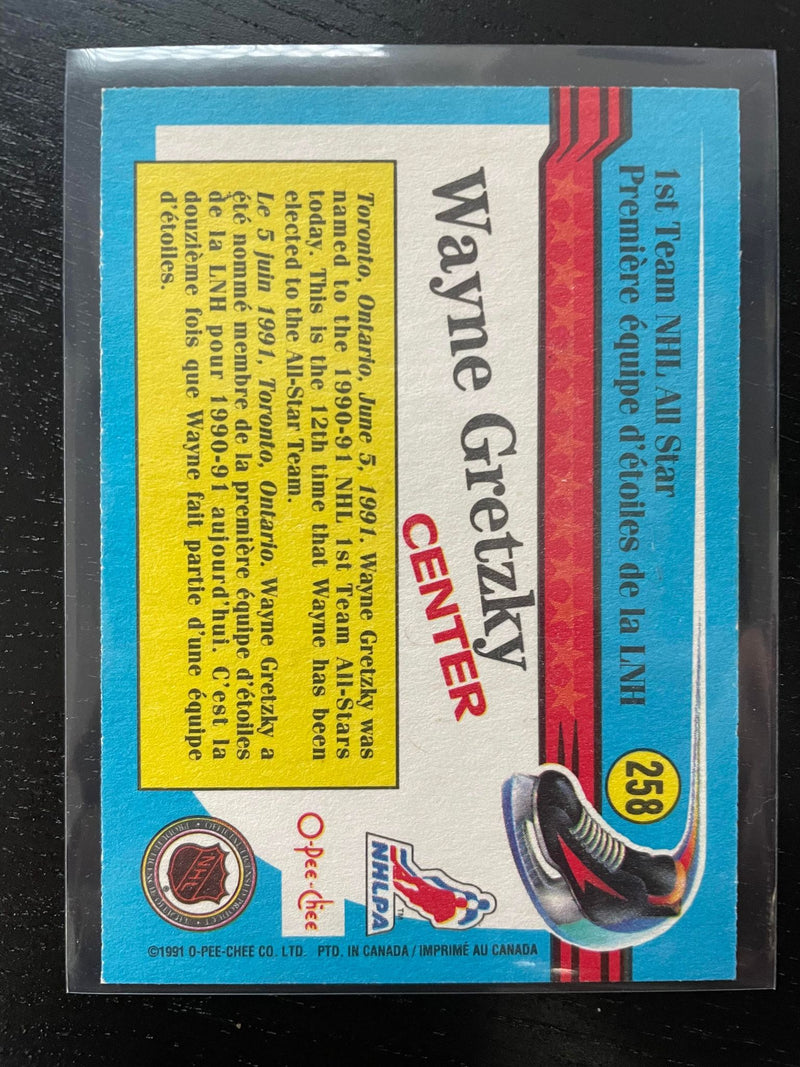 1st Team NHL All Star
Première équipe d'étoiles de la LNH
258
Wayne Gretzky
CENTER
Toronto, Ontario, June 5, 1991. Wayne Gretzky was
named to the 1990-91 NHL 1st Team All-Stars
today. This is the 12th time that Wayne has been
elected to the All-Star Team.
Le 5 juin 1991, Toronto, Ontario. Wayne Gretzky a
été nommé membre de la première équipe d'étoiles
de la LNH pour 1990-91 aujourd'hui. C'est la
douzième fois que Wayne fait partie d'une équipe
d'étoiles.
NHLPA
TM
O-Pee-Chee
NHL
©1991 O-PEE-CHEE CO. LTD. PTD. IN CANADA / IMPRIMÉ AU CANADA